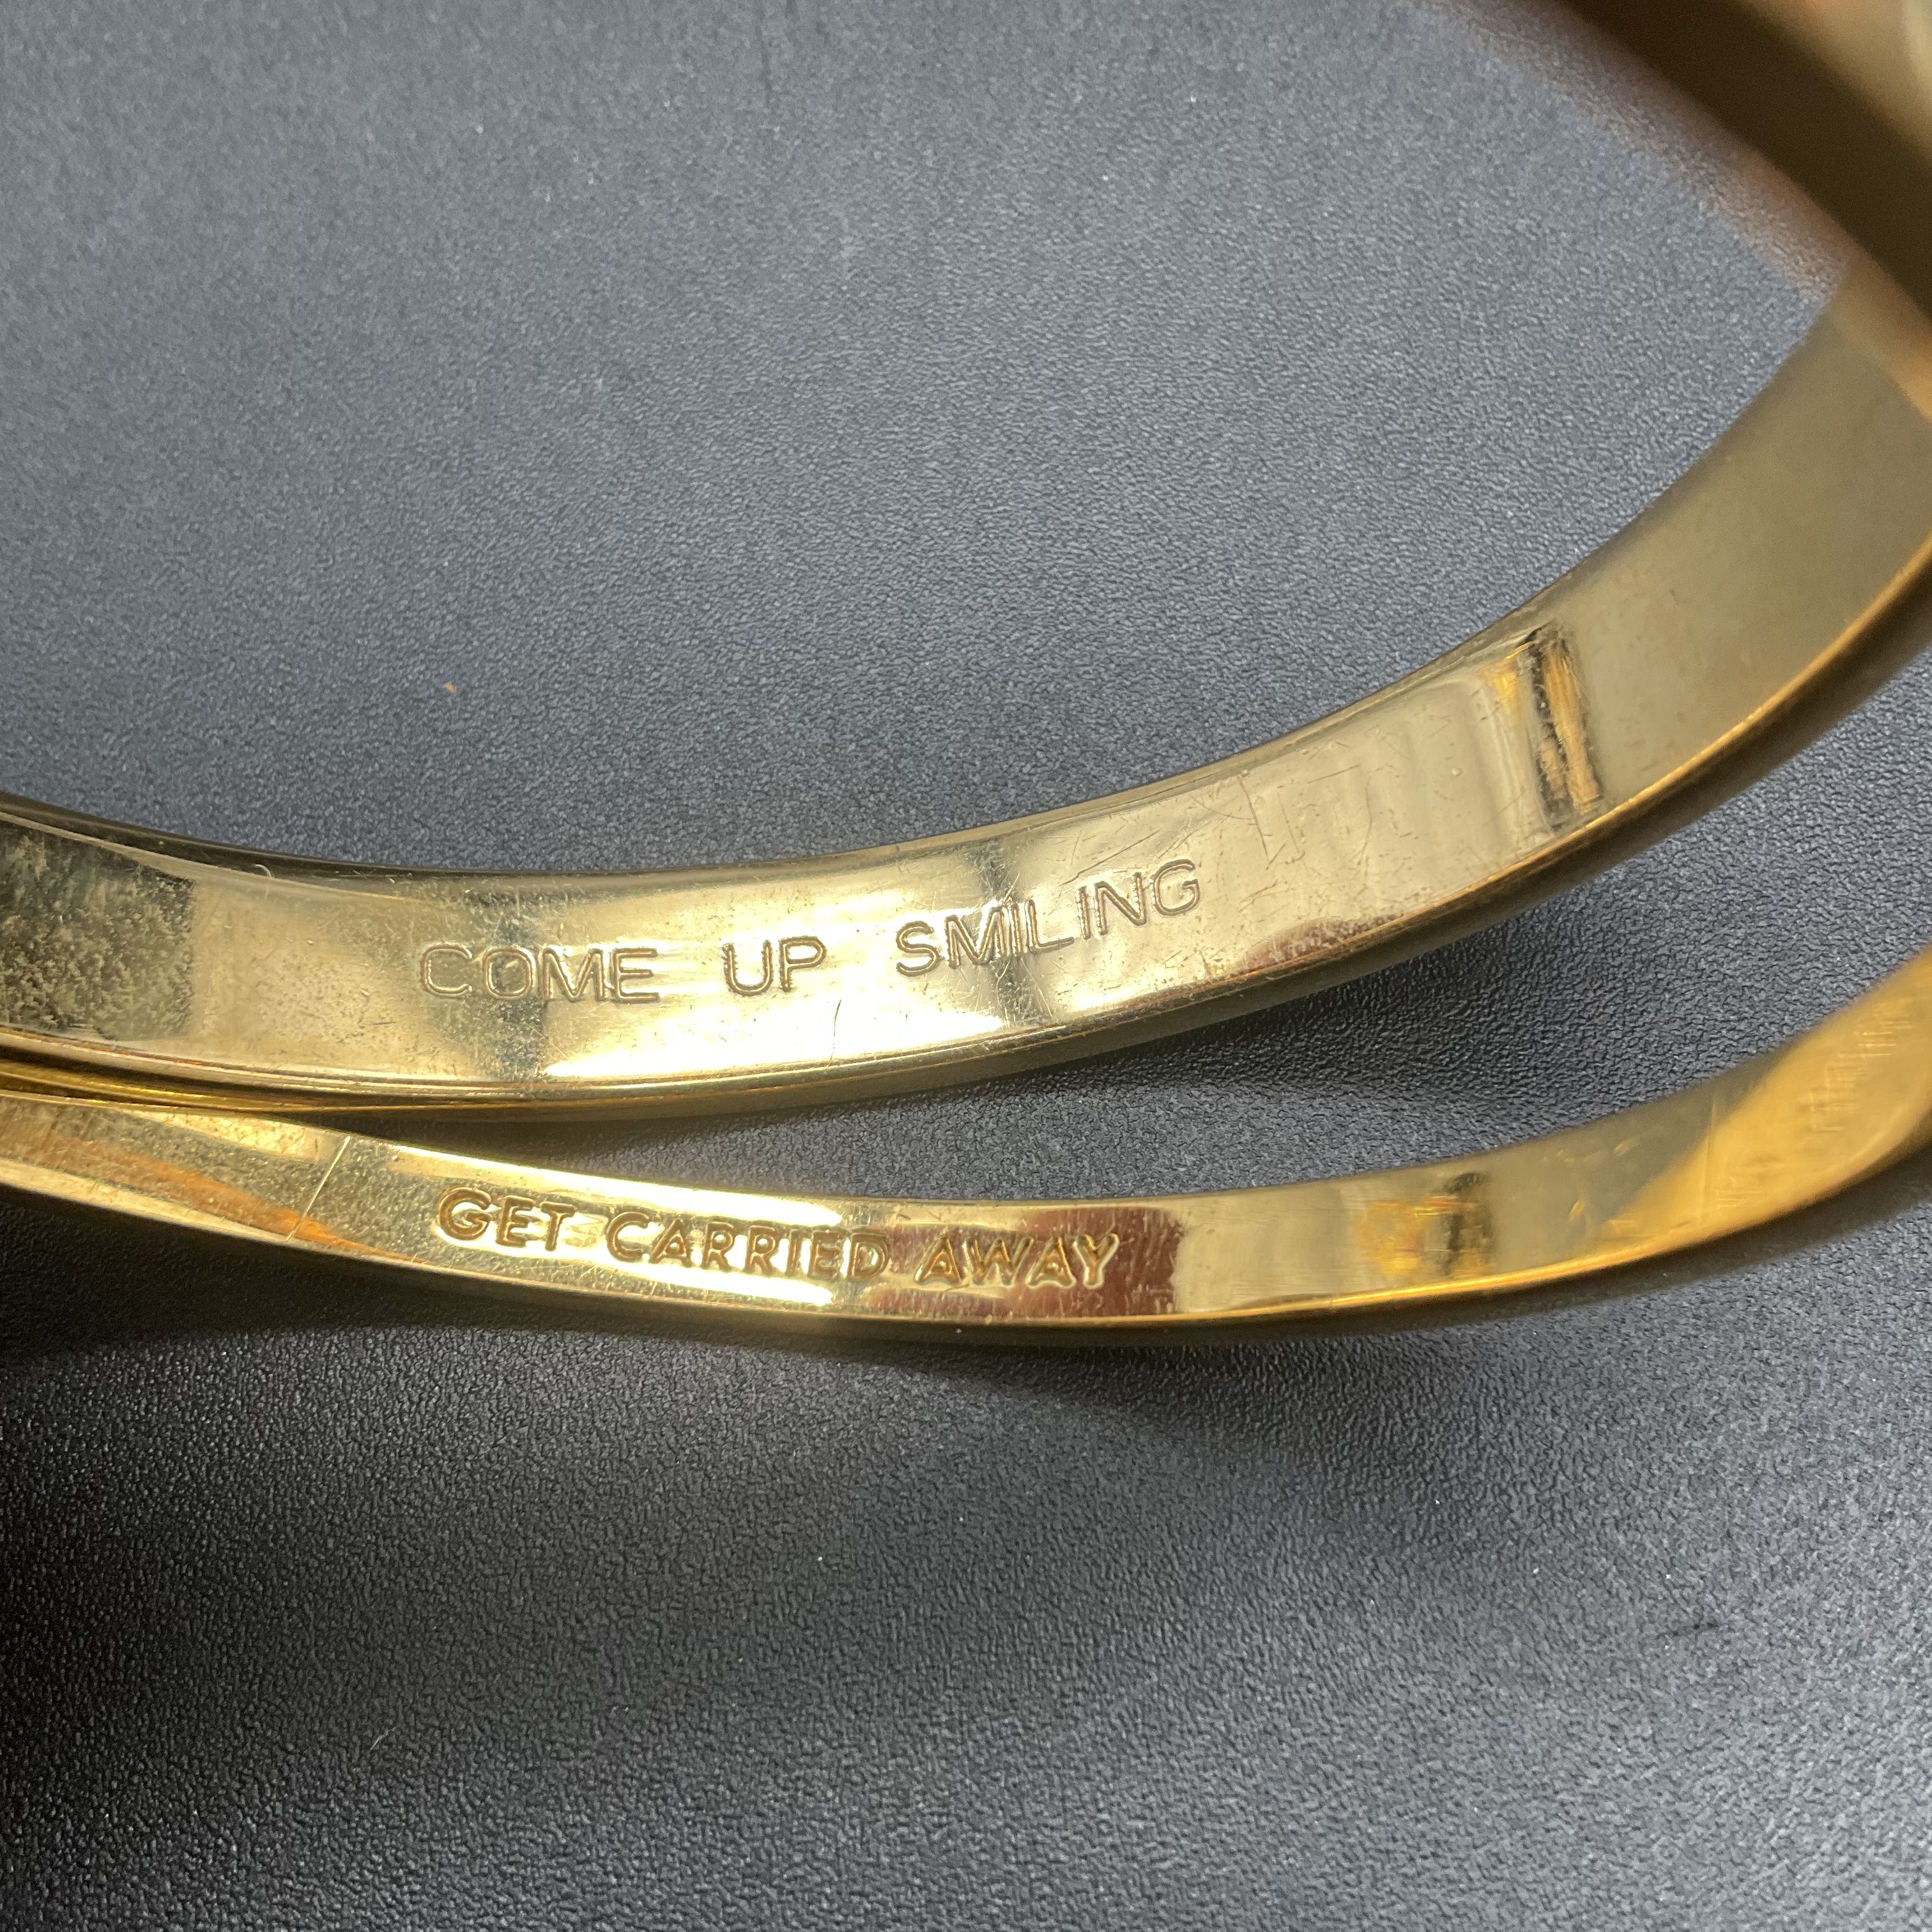 COME UP SMILING
GET CARRIED AWAY